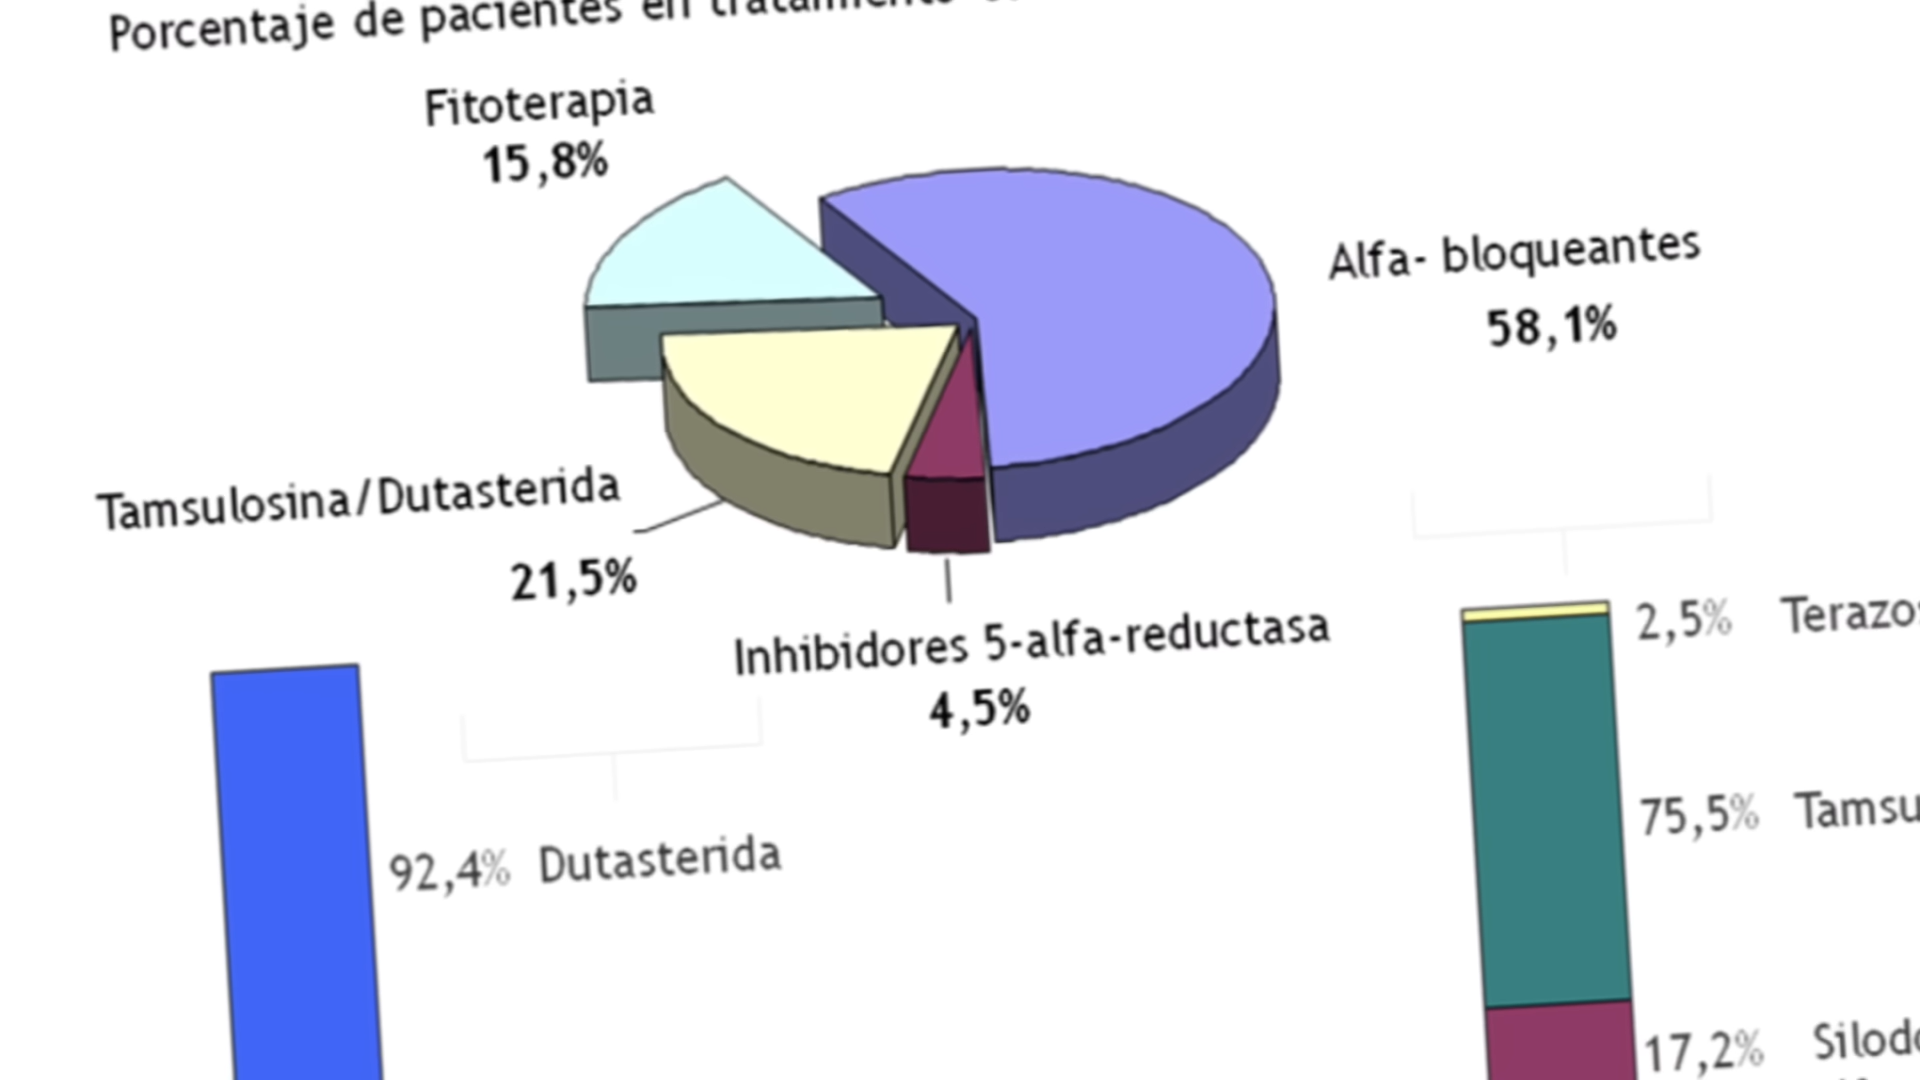 Porcentaje de pacientes en tratamiento
Fitoterapia
15,8%
Alfa- bloqueantes
58,1%
Tamsulosina/Dutasterida
21,5%
Inhibidores 5-alfa-reductasa
4,5%
92,4% Dutasterida
2,5%
75,5%
17,2%